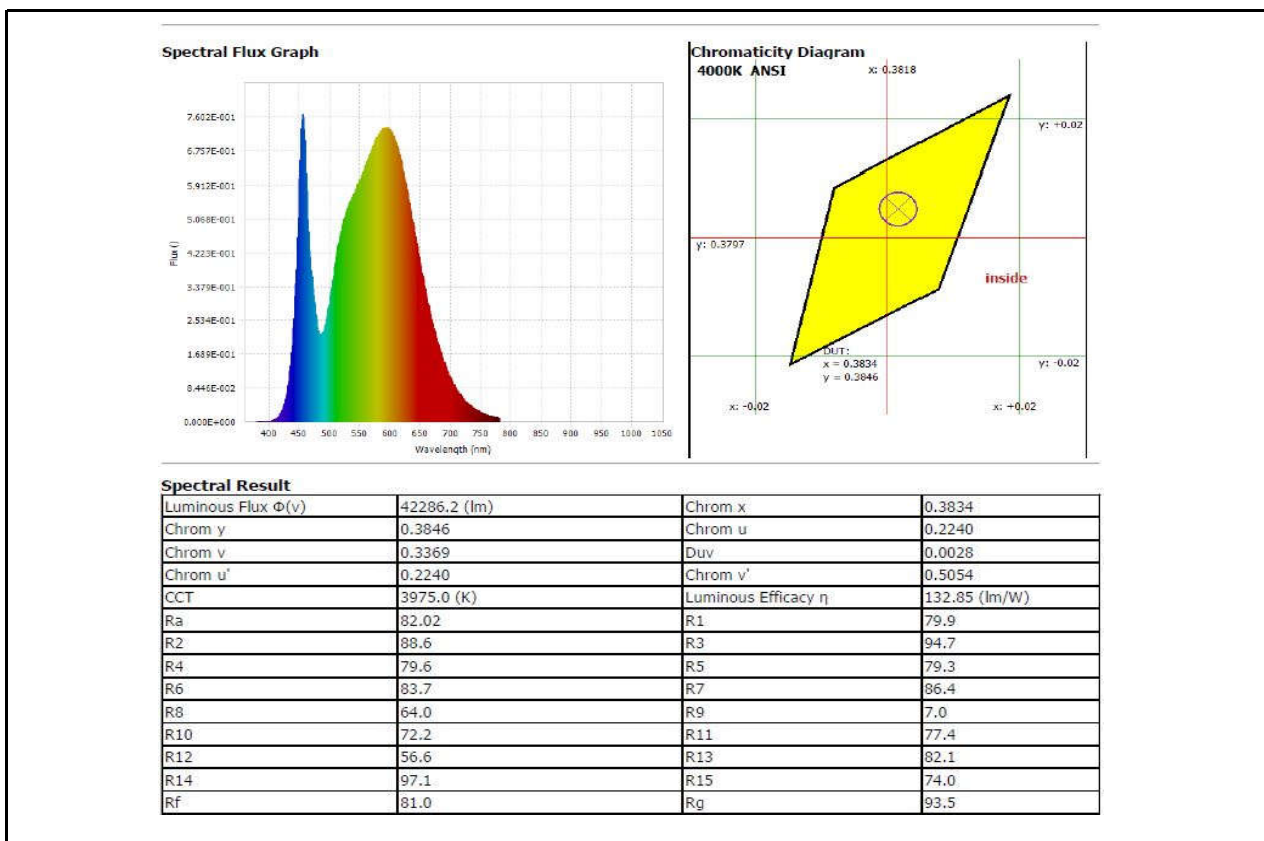 Spectral Flux Graph
7.602E-001
6.757E-001
5.912E-001
5.068E-001
4.223E-001
3.379E-001
2.534E-001
1.689E-001
8.446E-002
0.000E+000
Flux ()
400 450 500 550 600 650 700 750 800 850 900 950 1000 1050
Wavelength (nm)
Chromaticity Diagram
4000K ANSI
x: 0.3818
y: +0.02
y: 0.3797
inside
DUT:
x = 0.3834
y = 0.3846
y: -0.02
x: -0.02
x: +0.02
Spectral Result
Luminous Flux Φ(v) 42286.2 (lm) Chrom x 0.3834
Chrom y 0.3846 Chrom u 0.2240
Chrom v 0.3369 Duv 0.0028
Chrom u' 0.2240 Chrom v' 0.5054
CCT 3975.0 (K) Luminous Efficacy η 132.85 (lm/W)
Ra 82.02 R1 79.9
R2 88.6 R3 94.7
R4 79.6 R5 79.3
R6 83.7 R7 86.4
R8 64.0 R9 7.0
R10 72.2 R11 77.4
R12 56.6 R13 82.1
R14 97.1 R15 74.0
Rf 81.0 Rg 93.5